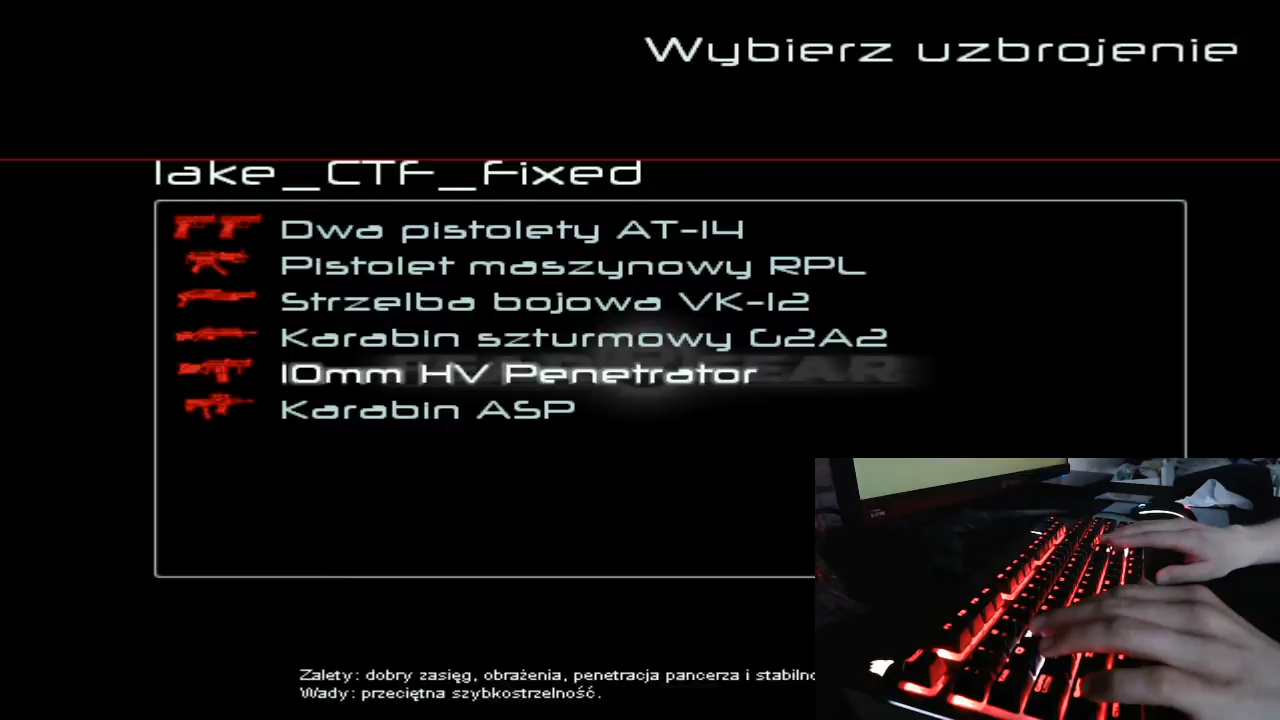 Wybierz uzbrojenie
lake_CTF_Fixed
Dwa pistolety AT-14
Pistolet maszynowy RPL
Strzelba bojowa VK-12
Karabin szturmowy G2A2
10mm HV Penetrator
Karabin ASP
Zalety: dobry zasięg, obrażenia, penetracja pancerza i stabilno
Wady: przeciętna szybkostrzelność.